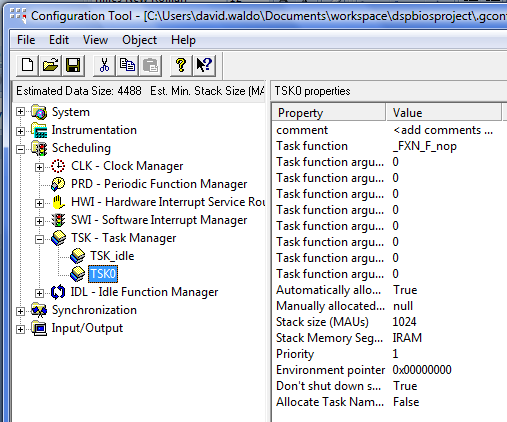 Configuration Tool - [C:\Users\david.waldo\Documents\workspace\dspbiosproject\.gcon
File Edit View Object Help
Estimated Data Size: 4488 Est. Min. Stack Size (MA
TSK0 properties
System
Instrumentation
Scheduling
CLK - Clock Manager
PRD - Periodic Function Manager
HWI - Hardware Interrupt Service Rou
SWI - Software Interrupt Manager
TSK - Task Manager
TSK_idle
TSK0
IDL - Idle Function Manager
Synchronization
Input/Output
Property Value
comment <add comments ...
Task function _FXN_F_nop
Task function argu... 0
Task function argu... 0
Task function argu... 0
Task function argu... 0
Task function argu... 0
Task function argu... 0
Task function argu... 0
Automatically allo... True
Manually allocated... null
Stack size (MAUs) 1024
Stack Memory Seg... IRAM
Priority 1
Environment pointer 0x00000000
Don't shut down s... True
Allocate Task Nam... False